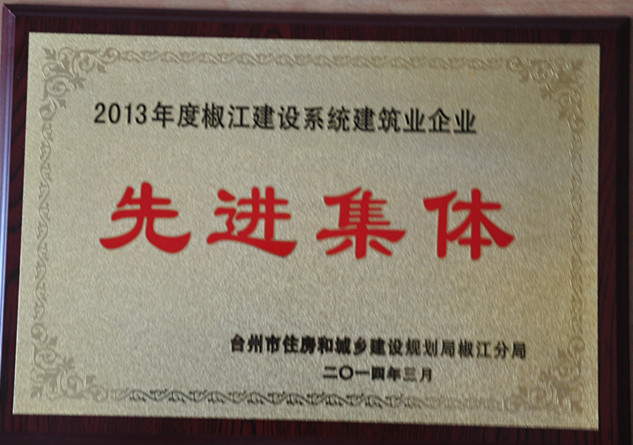 2013年度椒江建设系统建筑业企业
先进集体
台州市住房和城乡建设规划局椒江分局
二〇一四年三月